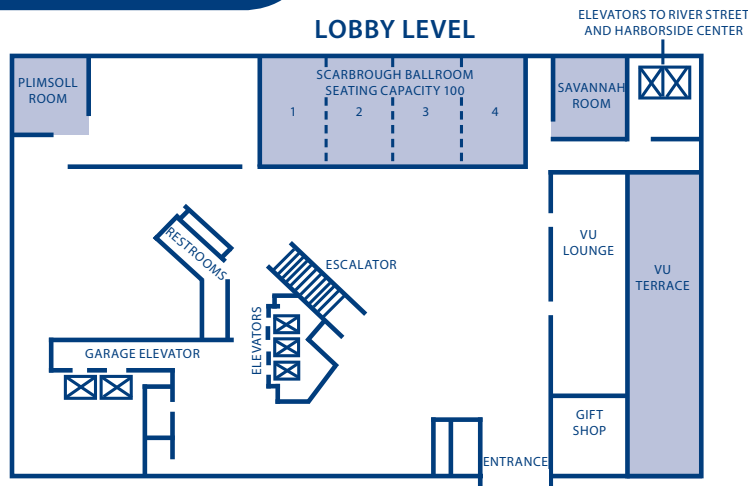 LOBBY LEVEL
ELEVATORS TO RIVER STREET
AND HARBORSIDE CENTER
PLIMSOLL
ROOM
SCARBROUGH BALLROOM
SEATING CAPACITY 100
1 2 3 4
SAVANNAH
ROOM
RESTROOMS
ESCALATOR
VU
LOUNGE
VU
TERRACE
ELEVATORS
GARAGE ELEVATOR
GIFT
SHOP
ENTRANCE